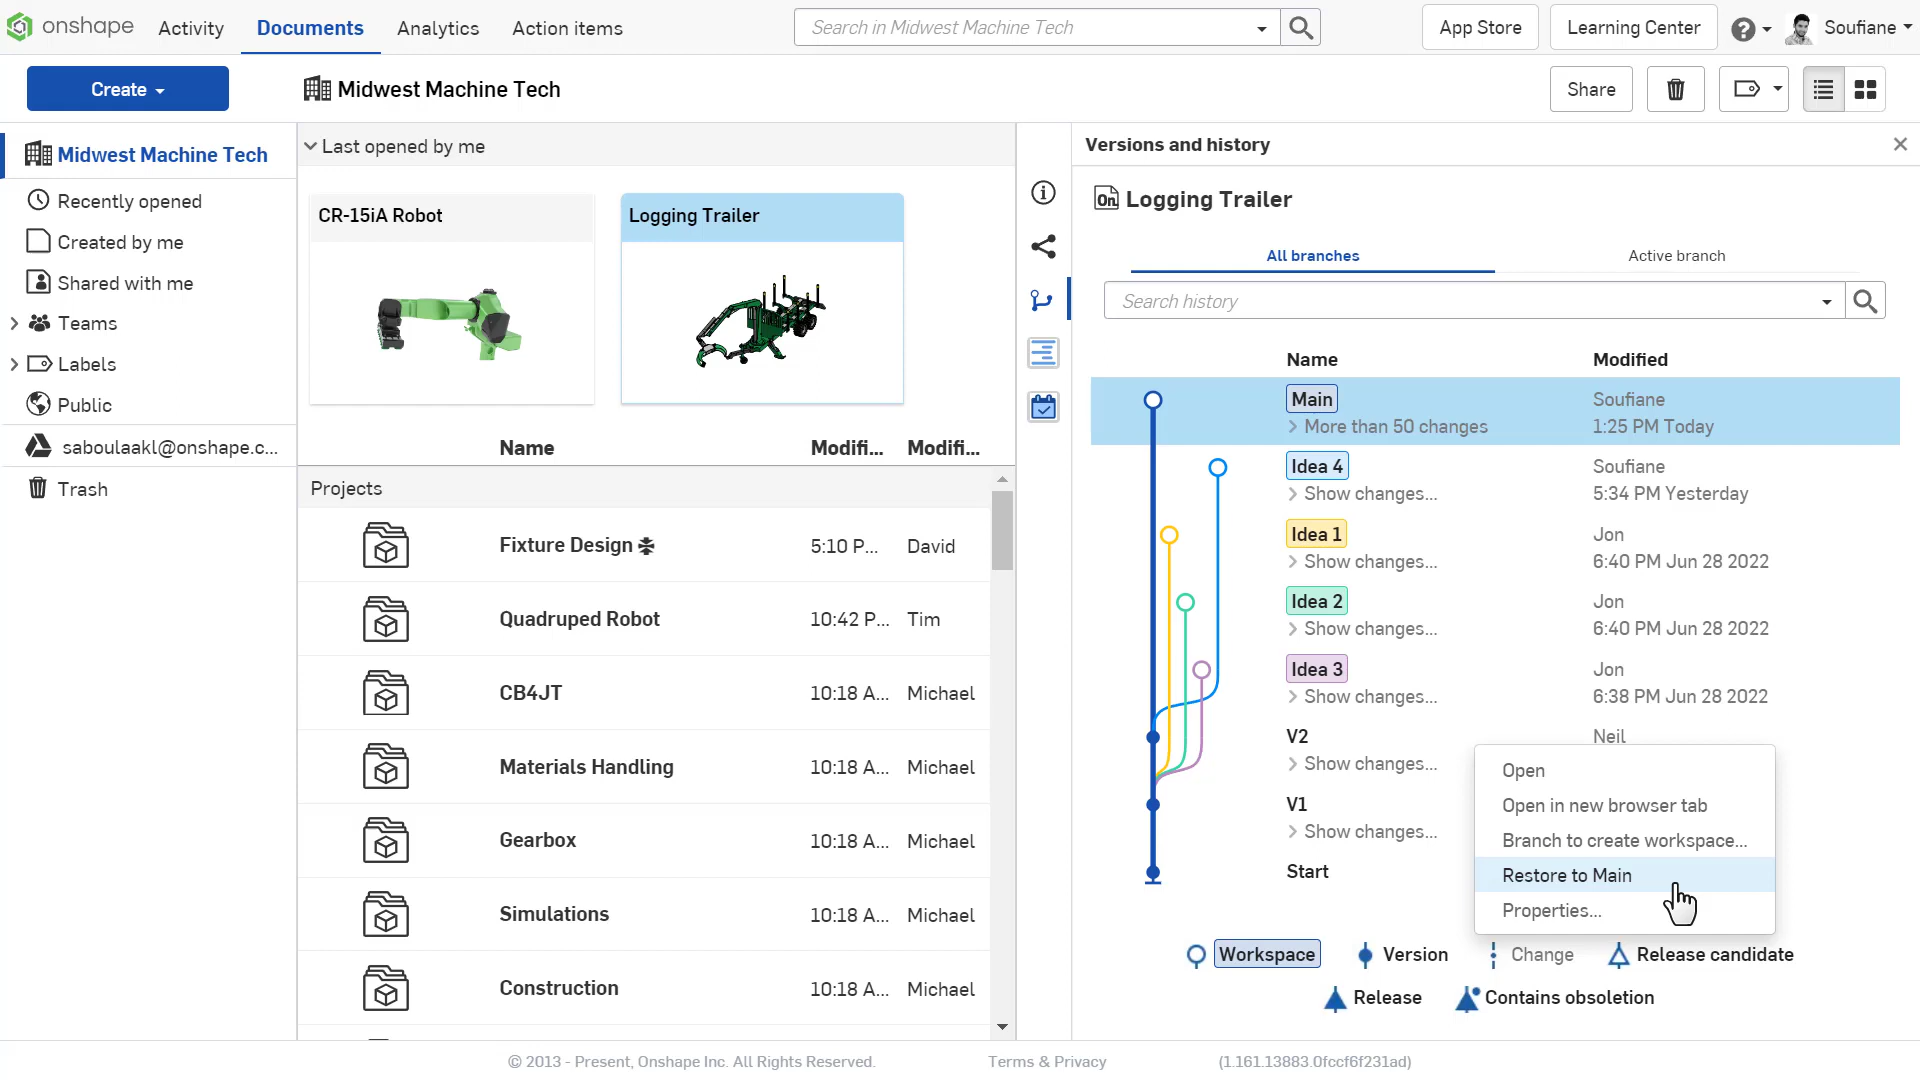 onshape Activity Documents Analytics Action items Search in Midwest Machine Tech App Store Learning Center ? Soufiane
Create Midwest Machine Tech Share
Midwest Machine Tech
Recently opened
Created by me
Shared with me
Teams
Labels
Public
saboulaakl@onshape.c...
Trash
Last opened by me
CR-15iA Robot Logging Trailer
Name Modifi... Modifi...
Projects
Fixture Design 5:10 P... David
Quadruped Robot 10:42 P... Tim
CB4JT 10:18 A... Michael
Materials Handling 10:18 A... Michael
Gearbox 10:18 A... Michael
Simulations 10:18 A... Michael
Construction 10:18 A... Michael
Versions and history
On Logging Trailer
All branches Active branch
Search history
Name Modified
Main Soufiane
More than 50 changes 1:25 PM Today
Idea 4 Soufiane
Show changes... 5:34 PM Yesterday
Idea 1 Jon
Show changes... 6:40 PM Jun 28 2022
Idea 2 Jon
Show changes... 6:40 PM Jun 28 2022
Idea 3 Jon
Show changes... 6:38 PM Jun 28 2022
V2 Neil
Show changes...
V1
Show changes...
Start
Open
Open in new browser tab
Branch to create workspace...
Restore to Main
Properties...
Workspace Version Change Release candidate
Release Contains obsoletion
© 2013 - Present, Onshape Inc. All Rights Reserved. Terms & Privacy (1.161.13883.0fccf6f231ad)